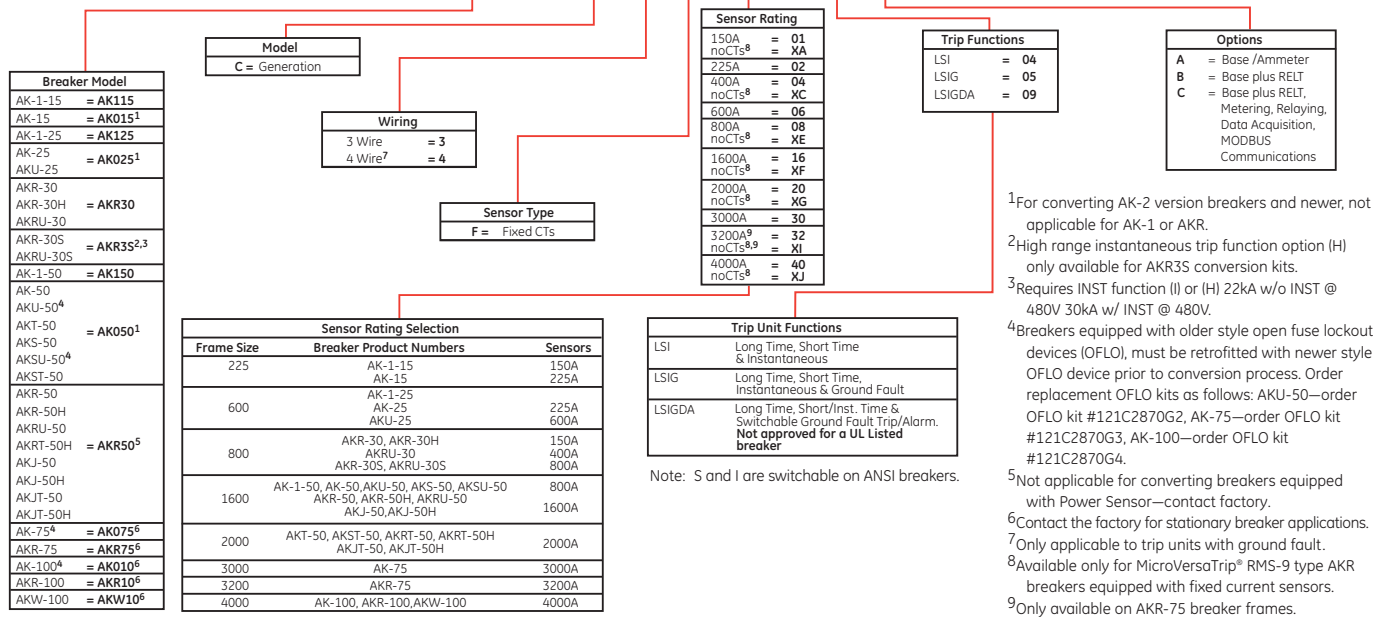 Breaker Model
AK-1-15 = AK115
AK-15 = AK015¹
AK-1-25 = AK125
AK-25
AKU-25
= AK025¹
AKR-30
AKR-30H
AKRU-30
= AKR30
AKR-30S
AKRU-30S
= AKR3S²,³
AK-1-50 = AK150
AK-50
AKU-50⁴
AKT-50
AKS-50
AKSU-50⁴
AKST-50
= AK050¹
AKR-50
AKR-50H
AKRU-50
AKRT-50H
AKJ-50
AKJ-50H
AKJT-50
AKJT-50H
= AKR50⁵
AK-75⁴ = AK075⁶
AKR-75 = AKR75⁶
AK-100⁴ = AK010⁶
AKR-100 = AKR10⁶
AKW-100 = AKW10⁶
Model
C = Generation
Wiring
3 Wire = 3
4 Wire⁷ = 4
Sensor Type
F = Fixed CTs
Sensor Rating
150A = 01
noCTs⁸ = XA
225A = 02
400A = 04
noCTs⁸ = XC
600A = 06
800A = 08
noCTs⁸ = XE
1600A = 16
noCTs⁸ = XF
2000A = 20
noCTs⁸ = XG
3000A = 30
3200A⁹ = 32
noCTs⁸,⁹ = XI
4000A = 40
noCTs⁸ = XJ
Trip Functions
LSI = 04
LSIG = 05
LSIGDA = 09
Options
A = Base /Ammeter
B = Base plus RELT
C = Base plus RELT,
Metering, Relaying,
Data Acquisition,
MODBUS
Communications
Sensor Rating Selection
Frame Size Breaker Product Numbers Sensors
225
AK-1-15 150A
AK-15 225A
600
AK-1-25
AK-25 225A
AKU-25 600A
800
AKR-30, AKR-30H 150A
AKRU-30 400A
AKR-30S, AKRU-30S 800A
1600
AK-1-50, AK-50,AKU-50, AKS-50, AKSU-50 800A
AKR-50, AKR-50H, AKRU-50
AKJ-50,AKJ-50H 1600A
2000
AKT-50, AKST-50, AKRT-50, AKRT-50H
AKJT-50, AKJT-50H
2000A
3000 AK-75 3000A
3200 AKR-75 3200A
4000 AK-100, AKR-100,AKW-100 4000A
Trip Unit Functions
LSI Long Time, Short Time
& Instantaneous
LSIG Long Time, Short Time,
Instantaneous & Ground Fault
LSIGDA Long Time, Short/Inst. Time &
Switchable Ground Fault Trip/Alarm.
Not approved for a UL Listed
breaker
Note: S and I are switchable on ANSI breakers.
¹For converting AK-2 version breakers and newer, not
applicable for AK-1 or AKR.
²High range instantaneous trip function option (H)
only available for AKR3S conversion kits.
³Requires INST function (I) or (H) 22kA w/o INST @
480V 30kA w/ INST @ 480V.
⁴Breakers equipped with older style open fuse lockout
devices (OFLO), must be retrofitted with newer style
OFLO device prior to conversion process. Order
replacement OFLO kits as follows: AKU-50—order
OFLO kit #121C2870G2, AK-75—order OFLO kit
#121C2870G3, AK-100—order OFLO kit
#121C2870G4.
⁵Not applicable for converting breakers equipped
with Power Sensor—contact factory.
⁶Contact the factory for stationary breaker applications.
⁷Only applicable to trip units with ground fault.
⁸Available only for MicroVersaTrip® RMS-9 type AKR
breakers equipped with fixed current sensors.
⁹Only available on AKR-75 breaker frames.